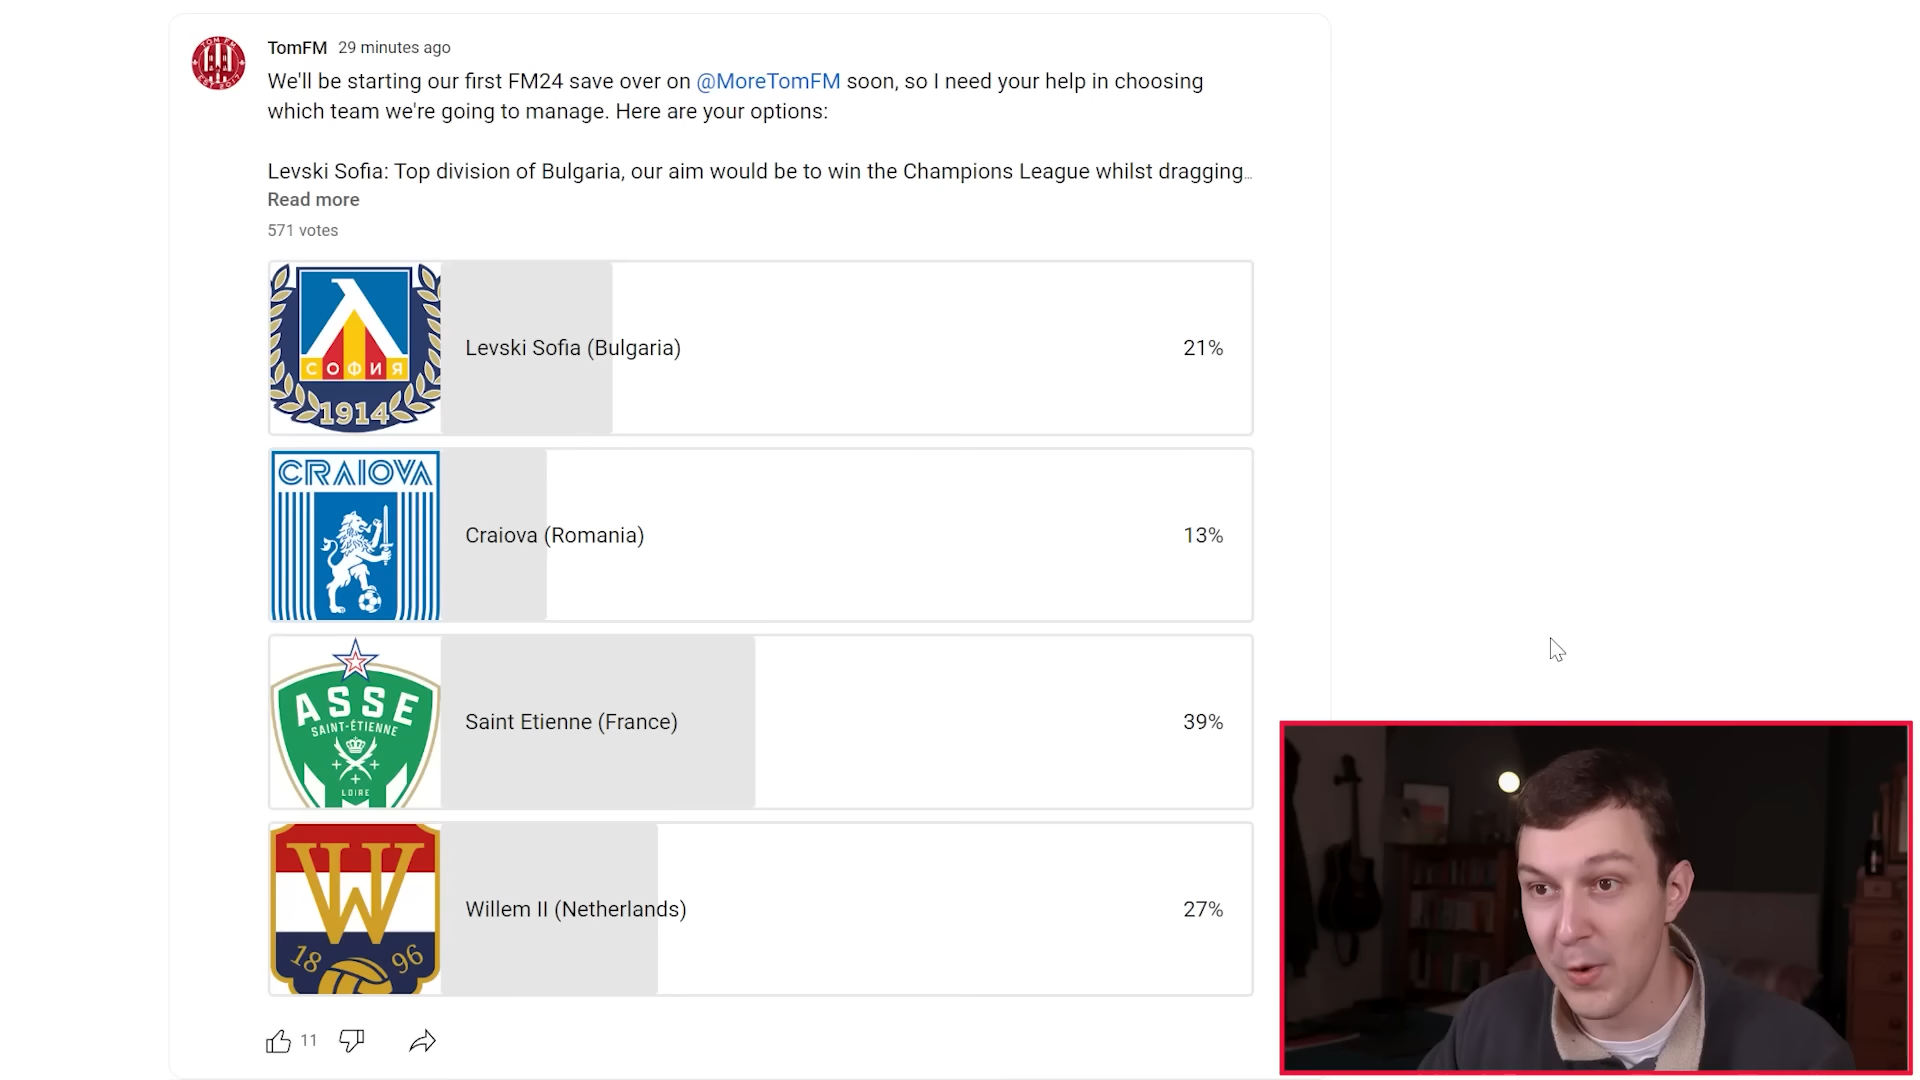 TomFM 29 minutes ago
We'll be starting our first FM24 save over on @MoreTomFM soon, so I need your help in choosing
which team we're going to manage. Here are your options:
Levski Sofia: Top division of Bulgaria, our aim would be to win the Champions League whilst dragging...
Read more
571 votes
СОФИЯ
1914
Levski Sofia (Bulgaria) 21%
CRAIOVA
Craiova (Romania) 13%
ASSE
SAINT-ÉTIENNE
LOIRE
Saint Etienne (France) 39%
W
18 96
Willem II (Netherlands) 27%
11